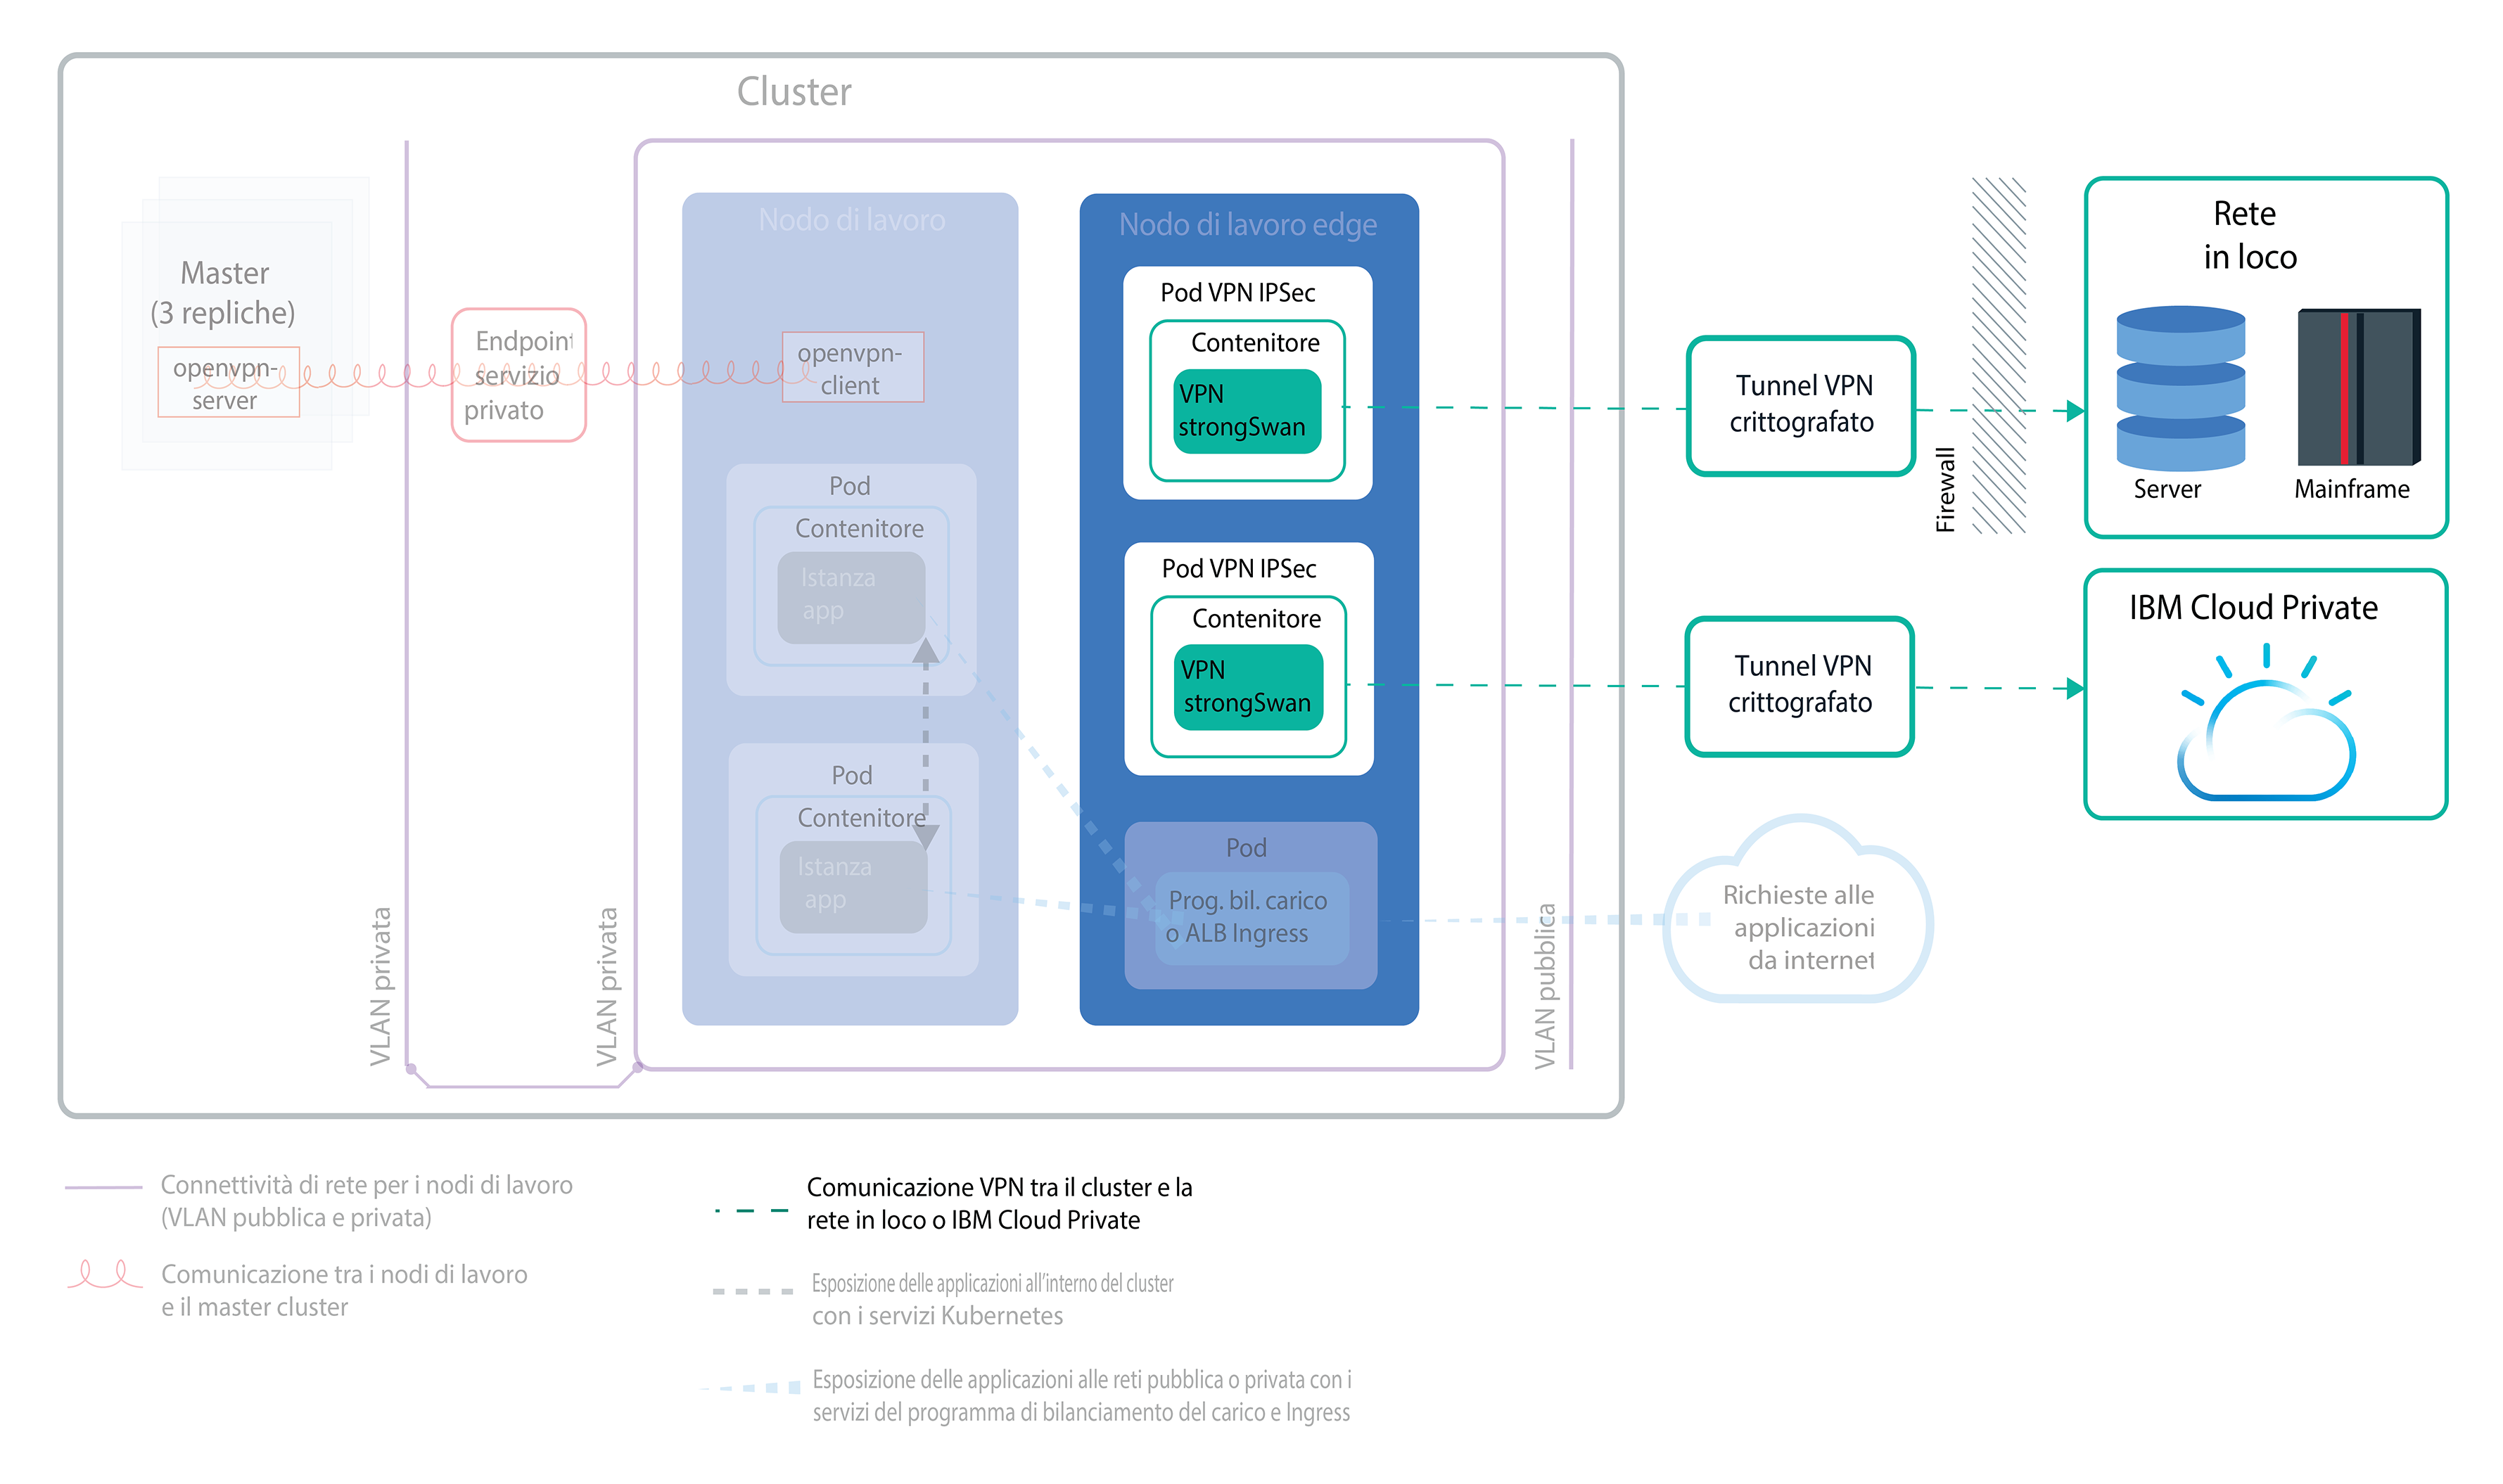 Cluster
Master
(3 repliche)
openvpn-
server
Endpoint
servizio
privato
VLAN privata
VLAN privata
Nodo di lavoro
openvpn-
client
Pod
Contenitore
Istanza
app
Pod
Contenitore
Istanza
app
Nodo di lavoro edge
Pod VPN IPSec
Contenitore
VPN
strongSwan
Pod VPN IPSec
Contenitore
VPN
strongSwan
Pod
Prog. bil. carico
o ALB Ingress
VLAN pubblica
Tunnel VPN
crittografato
Firewall
Rete
in loco
Server
Mainframe
Tunnel VPN
crittografato
IBM Cloud Private
Richieste alle
applicazioni
da internet
Connettività di rete per i nodi di lavoro
(VLAN pubblica e privata)
Comunicazione tra i nodi di lavoro
e il master cluster
Comunicazione VPN tra il cluster e la
rete in loco o IBM Cloud Private
Esposizione delle applicazioni all'interno del cluster
con i servizi Kubernetes
Esposizione delle applicazioni alle reti pubblica o privata con i
servizi del programma di bilanciamento del carico e Ingress